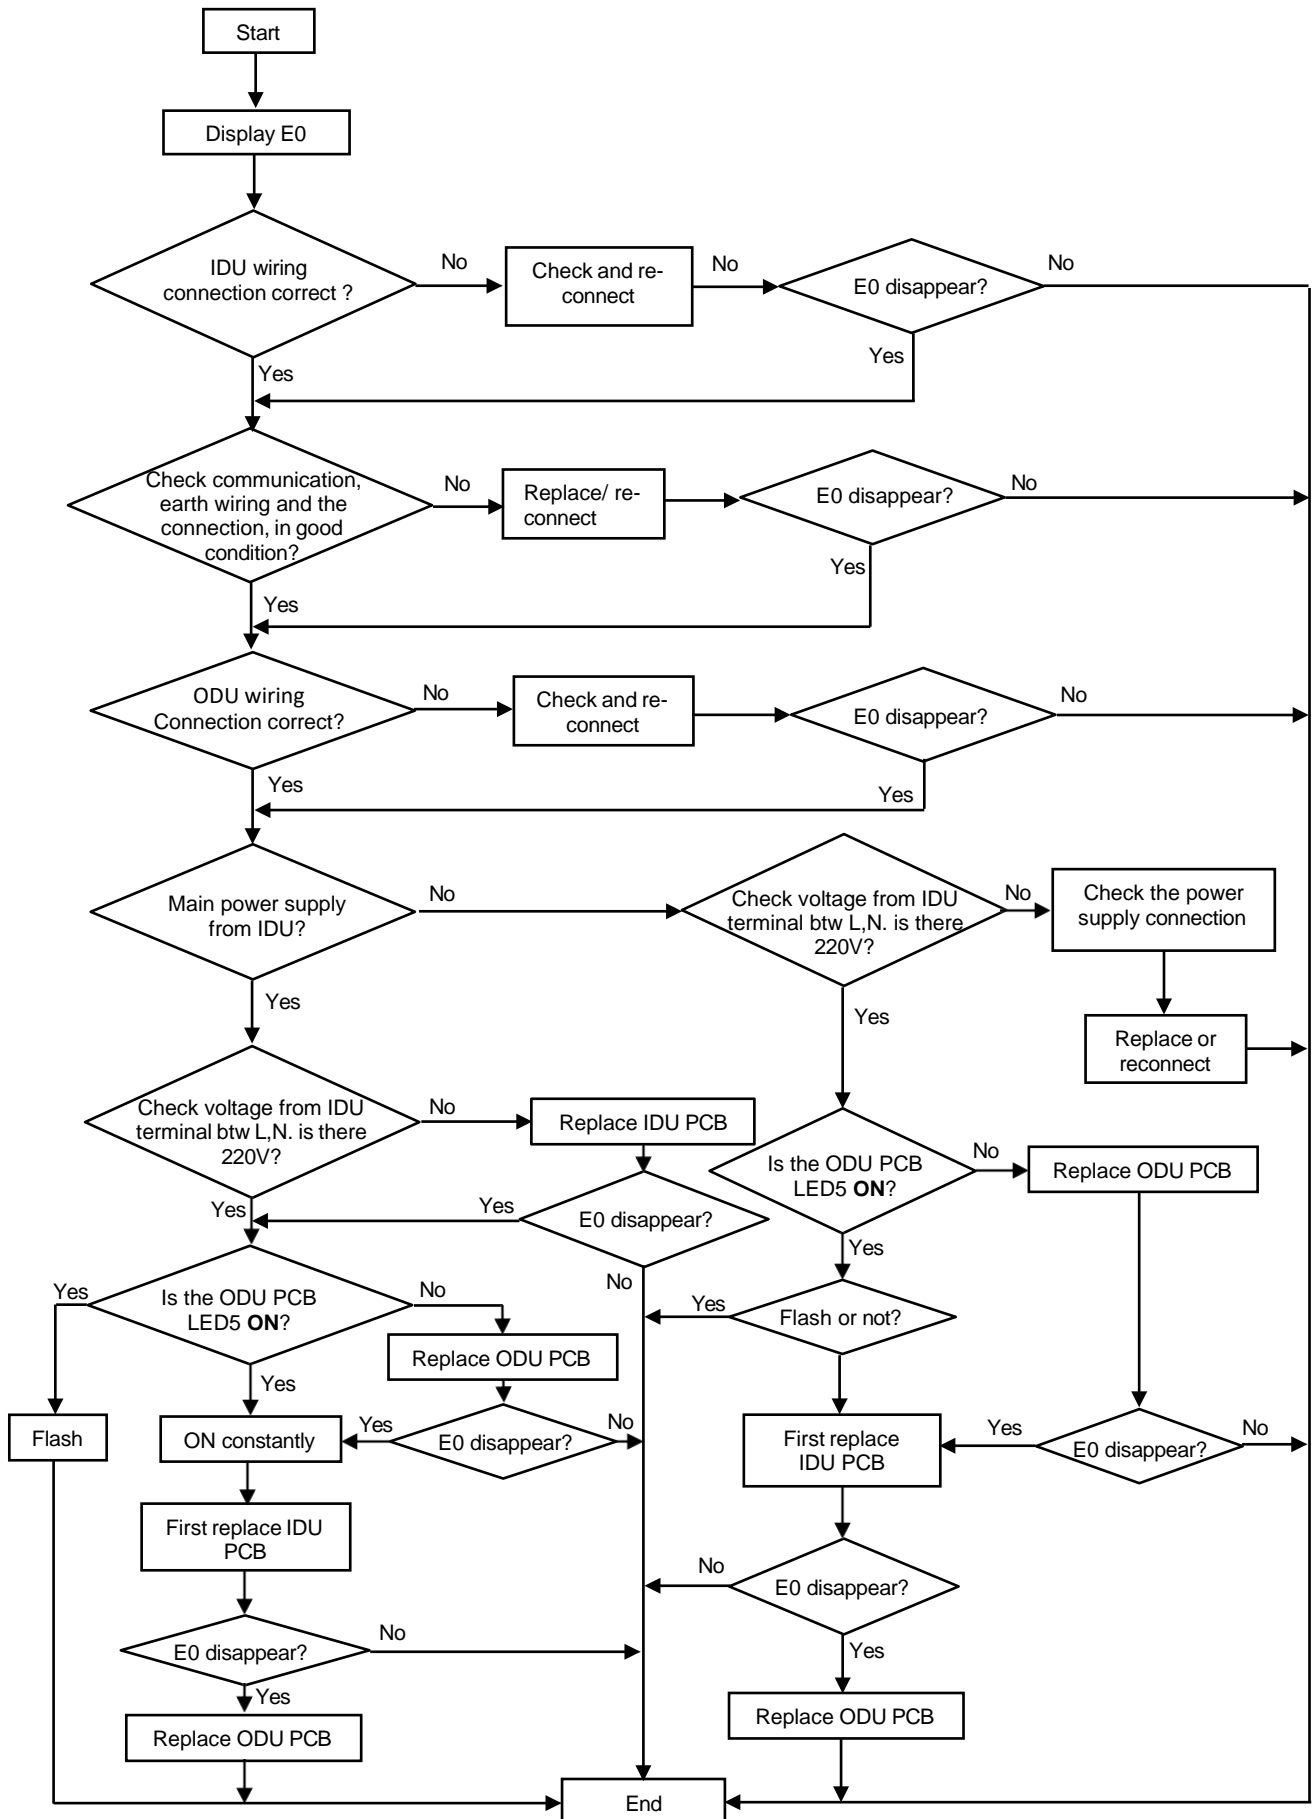 Start
Display E0
IDU wiring
connection correct ?
No
Check and re-
connect
No
E0 disappear?
No
Yes
Yes
Check communication,
earth wiring and the
connection, in good
condition?
No
Replace/ re-
connect
E0 disappear?
No
Yes
Yes
ODU wiring
Connection correct?
No
Check and re-
connect
E0 disappear?
No
Yes
Yes
Main power supply
from IDU?
No
Check voltage from IDU
terminal btw L,N. is there
220V?
No
Check the power
supply connection
Yes
Yes
Replace or
reconnect
Check voltage from IDU
terminal btw L,N. is there
220V?
No
Replace IDU PCB
Is the ODU PCB
LED5 ON?
No
Replace ODU PCB
Yes
Yes
E0 disappear?
Yes
No
Yes
Is the ODU PCB
LED5 ON?
No
Yes
Flash or not?
Replace ODU PCB
Yes
Flash
ON constantly
Yes
E0 disappear?
No
First replace
IDU PCB
Yes
E0 disappear?
No
First replace IDU
PCB
No
E0 disappear?
E0 disappear?
No
Yes
Yes
Replace ODU PCB
Replace ODU PCB
End